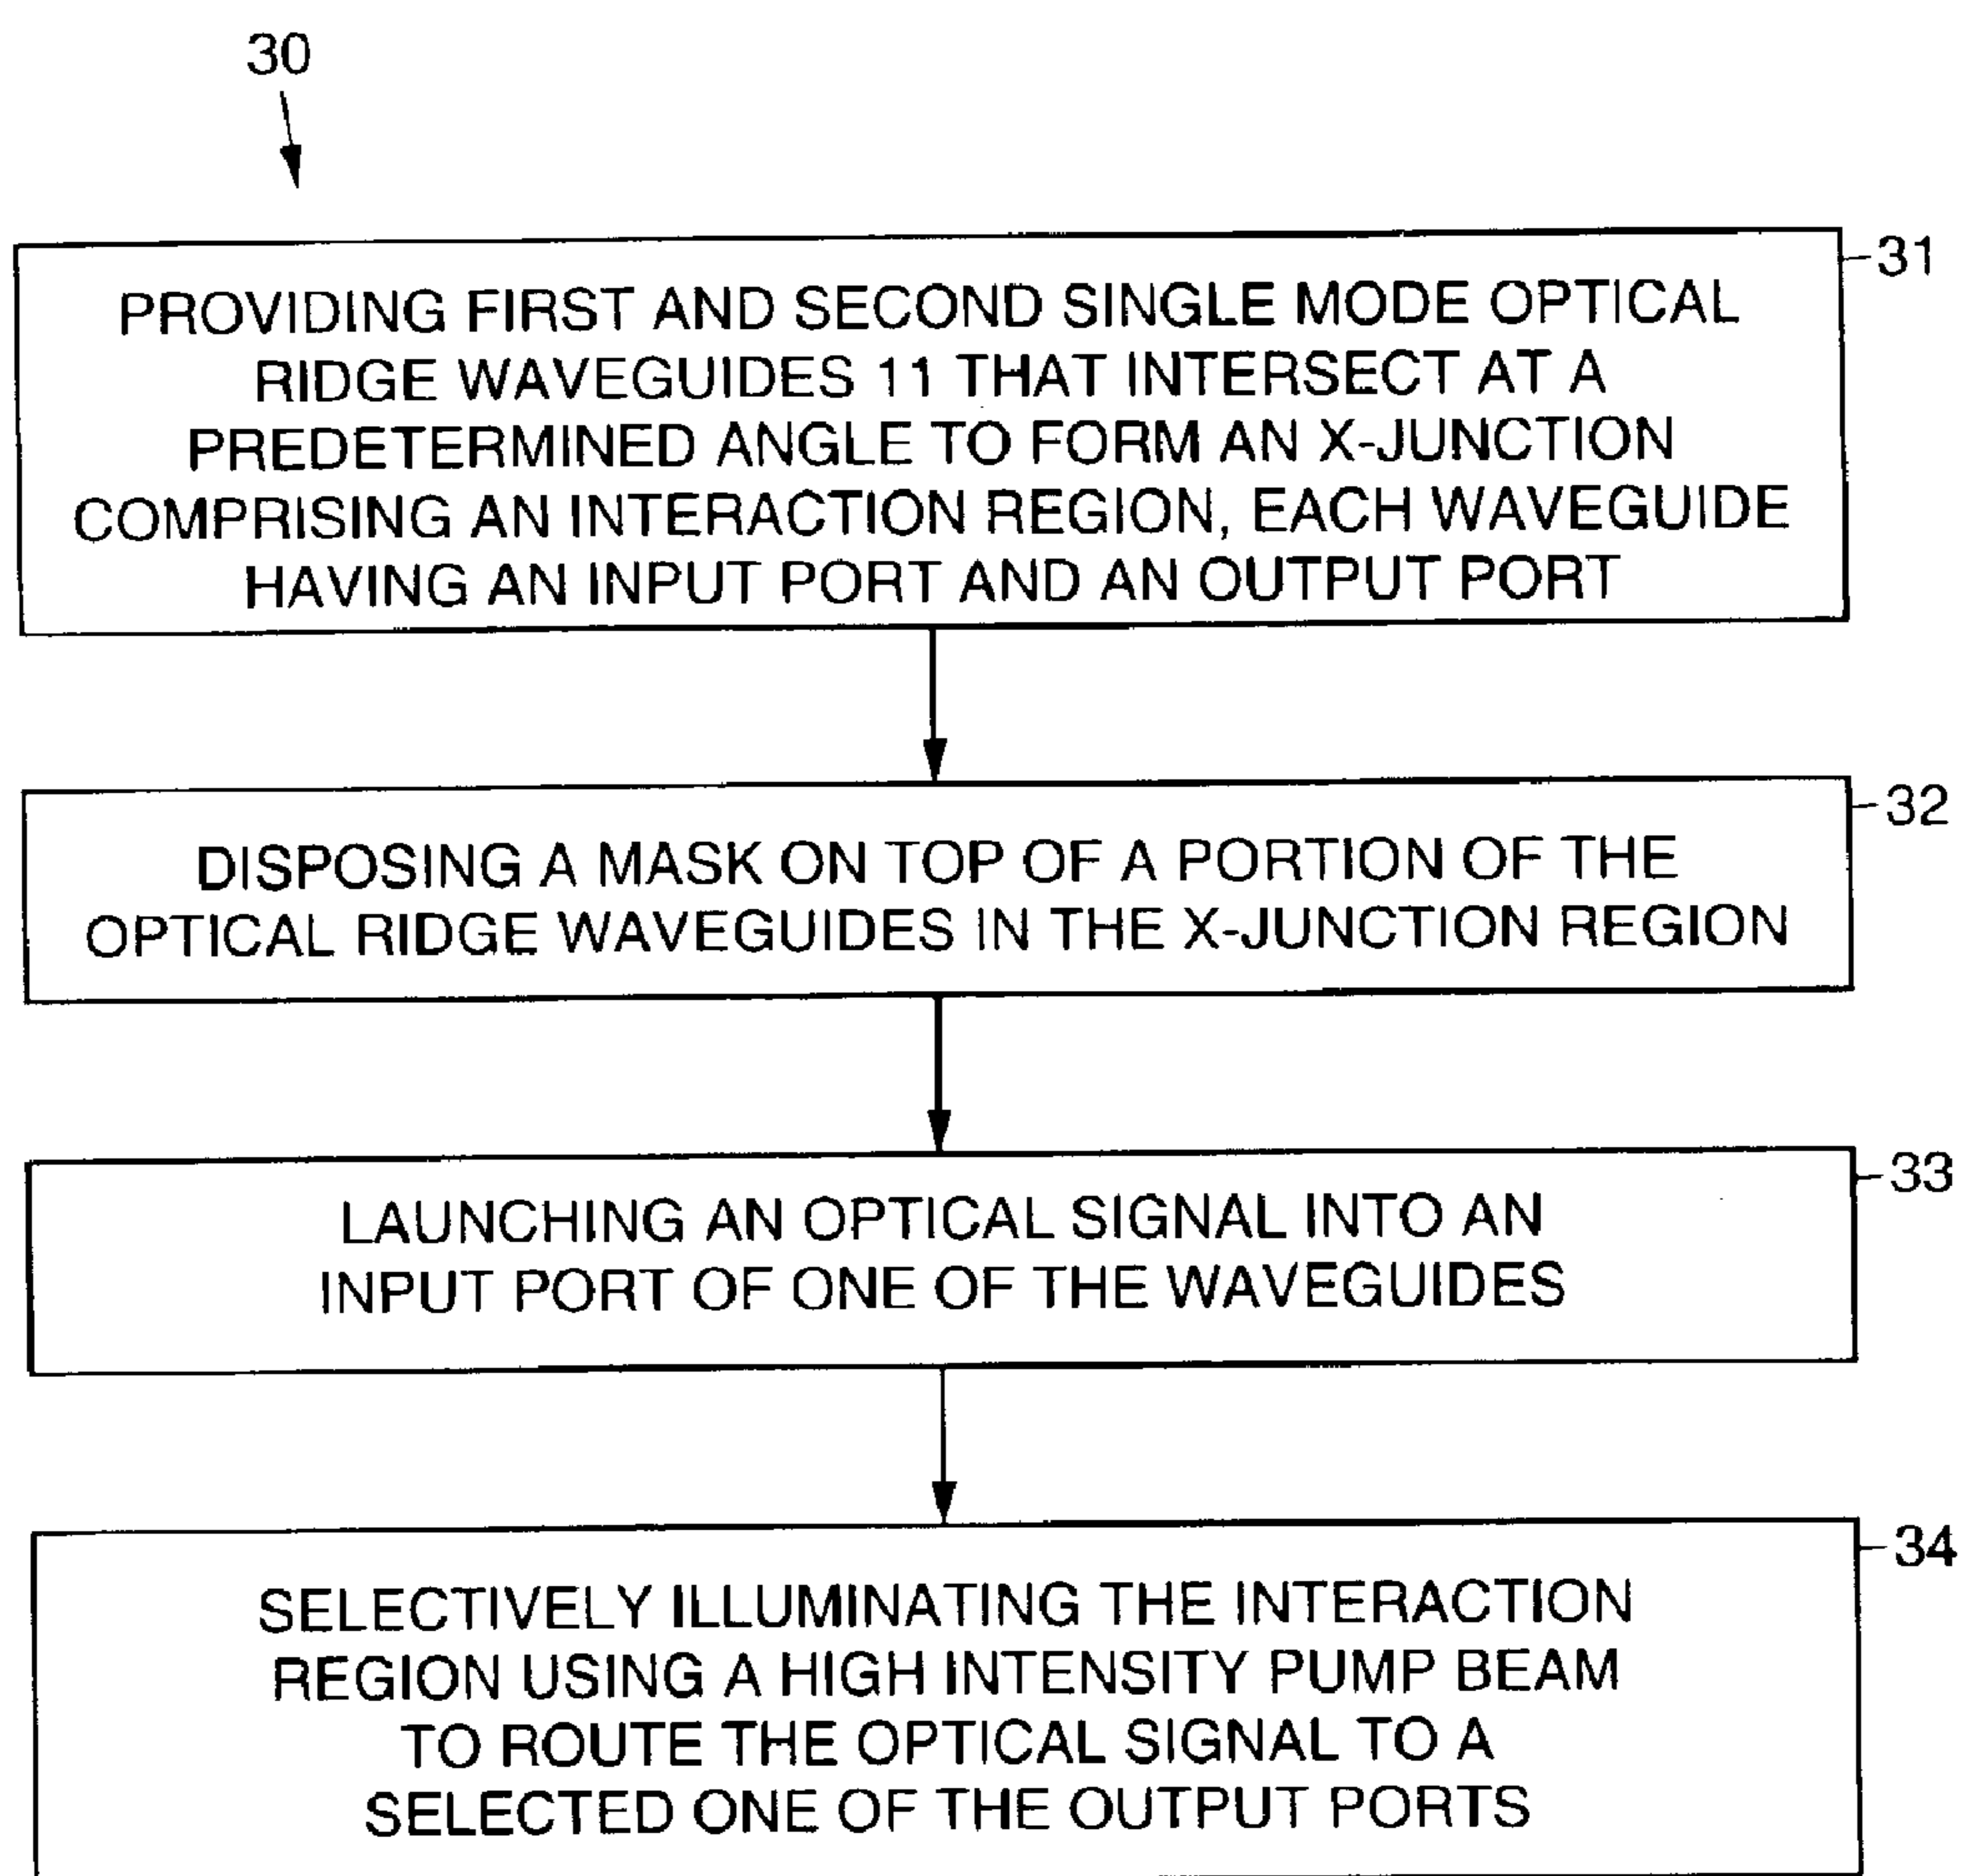 30
31
PROVIDING FIRST AND SECOND SINGLE MODE OPTICAL
RIDGE WAVEGUIDES 11 THAT INTERSECT AT A
PREDETERMINED ANGLE TO FORM AN X-JUNCTION
COMPRISING AN INTERACTION REGION, EACH WAVEGUIDE
HAVING AN INPUT PORT AND AN OUTPUT PORT
32
DISPOSING A MASK ON TOP OF A PORTION OF THE
OPTICAL RIDGE WAVEGUIDES IN THE X-JUNCTION REGION
33
LAUNCHING AN OPTICAL SIGNAL INTO AN
INPUT PORT OF ONE OF THE WAVEGUIDES
34
SELECTIVELY ILLUMINATING THE INTERACTION
REGION USING A HIGH INTENSITY PUMP BEAM
TO ROUTE THE OPTICAL SIGNAL TO A
SELECTED ONE OF THE OUTPUT PORTS